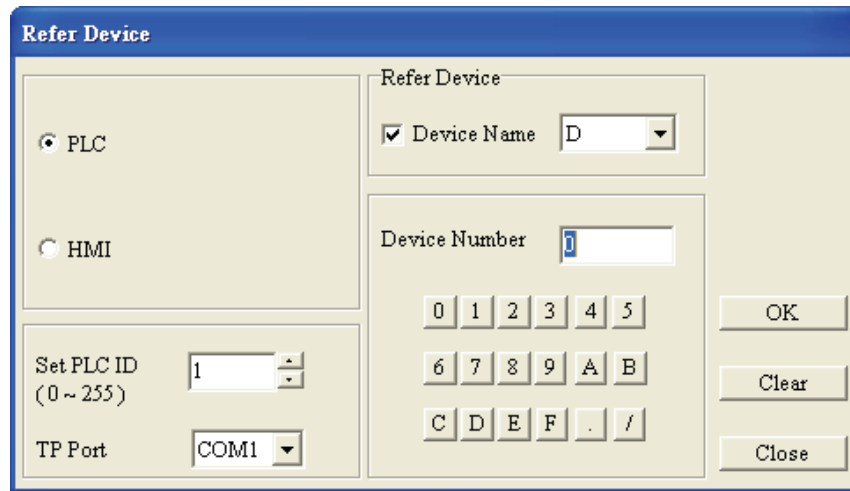 Refer Device
PLC
HMI
Set PLC ID
(0 ~ 255)
1
TP Port
COM1
Refer Device
Device Name
D
Device Number
0
0 1 2 3 4 5
6 7 8 9 A B
C D E F . /
OK
Clear
Close